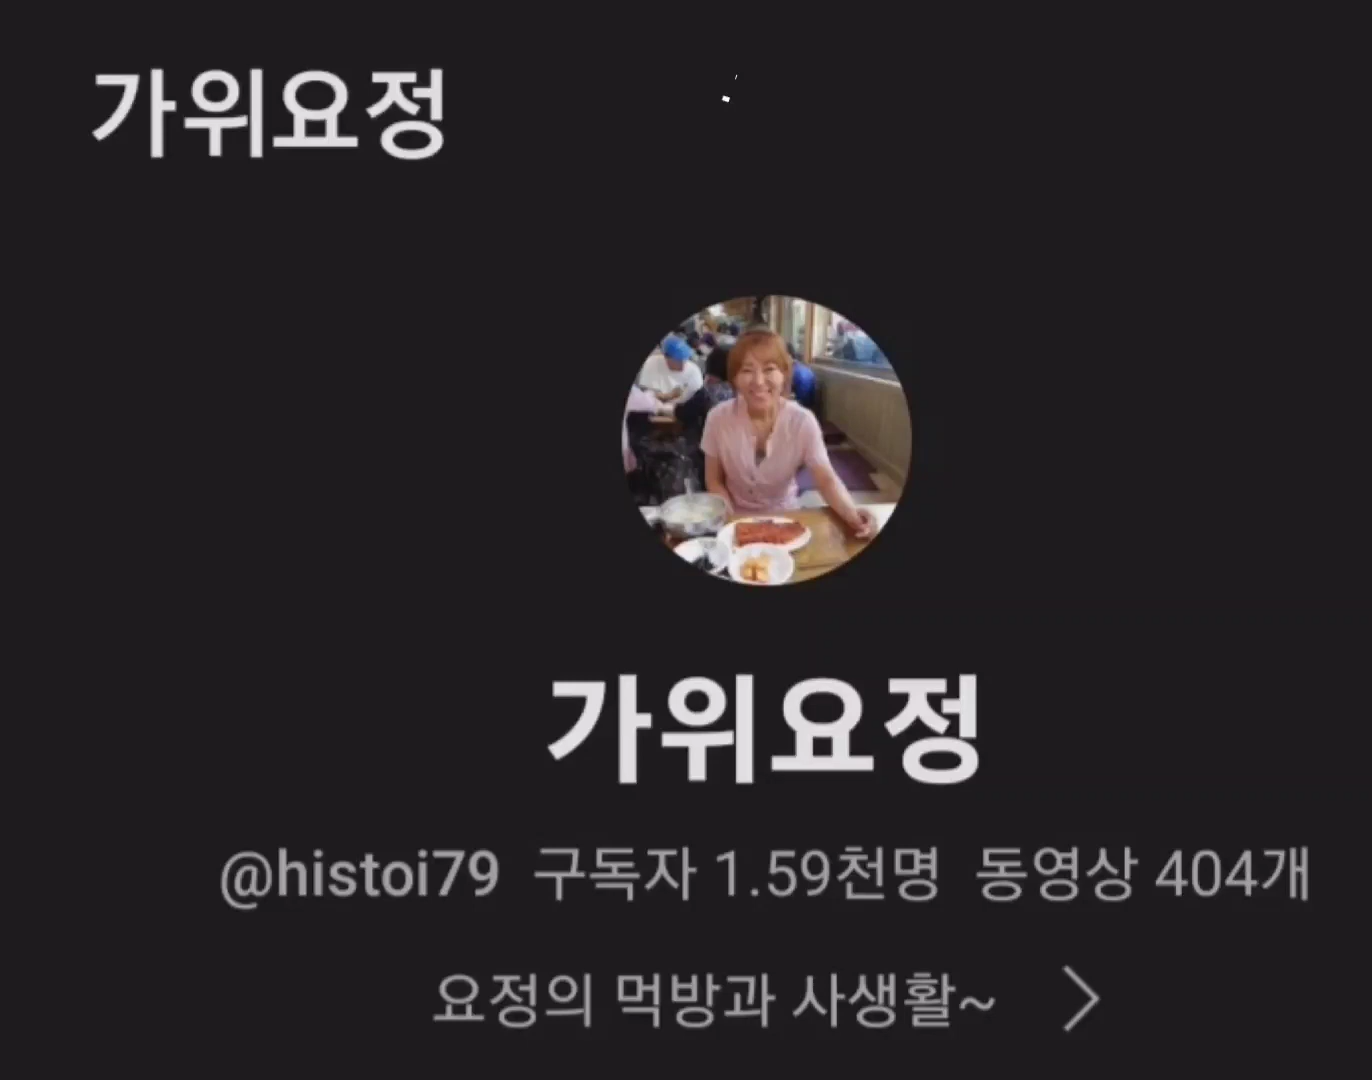 가위요정
가위요정
@histoi79 구독자 1.59천명 동영상 404개
요정의 먹방과 사생활~